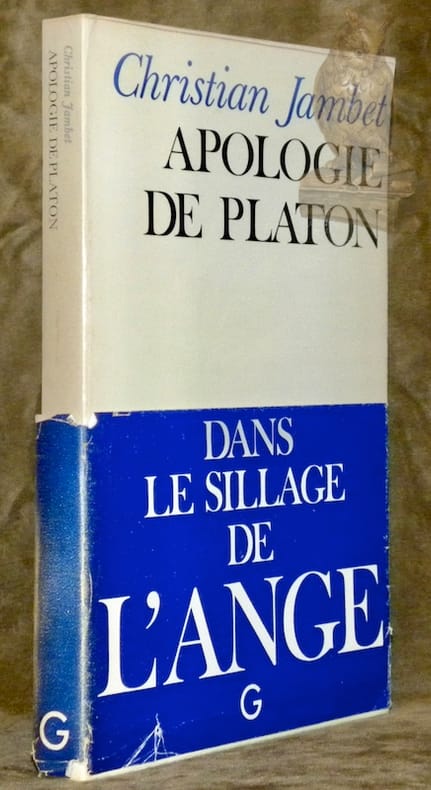 Christian Jambet
APOLOGIE DE PLATON
G
Christian Jambet
APOLOGIE
DE PLATON
DANS
LE SILLAGE
DE
L'ANGE
G